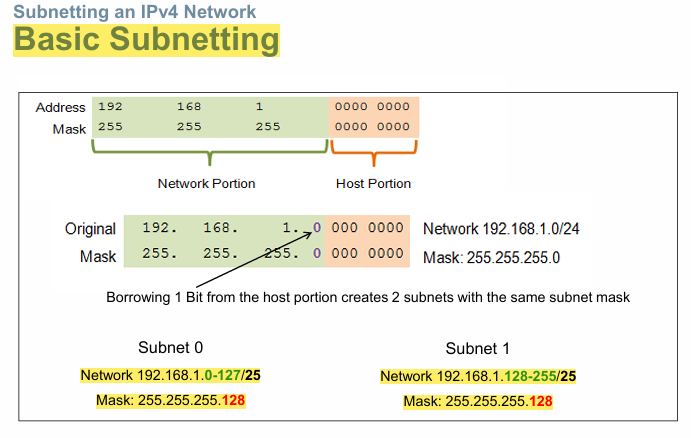 Subnetting an IPv4 Network
Basic Subnetting
Address 192 168 1 0000 0000
Mask 255 255 255 0000 0000
Network Portion Host Portion
Original 192. 168. 1. 0 000 0000 Network 192.168.1.0/24
Mask 255. 255. 255. 0 000 0000 Mask: 255.255.255.0
Borrowing 1 Bit from the host portion creates 2 subnets with the same subnet mask
Subnet 0 Subnet 1
Network 192.168.1.0-127/25 Network 192.168.1.128-255/25
Mask: 255.255.255.128 Mask: 255.255.255.128